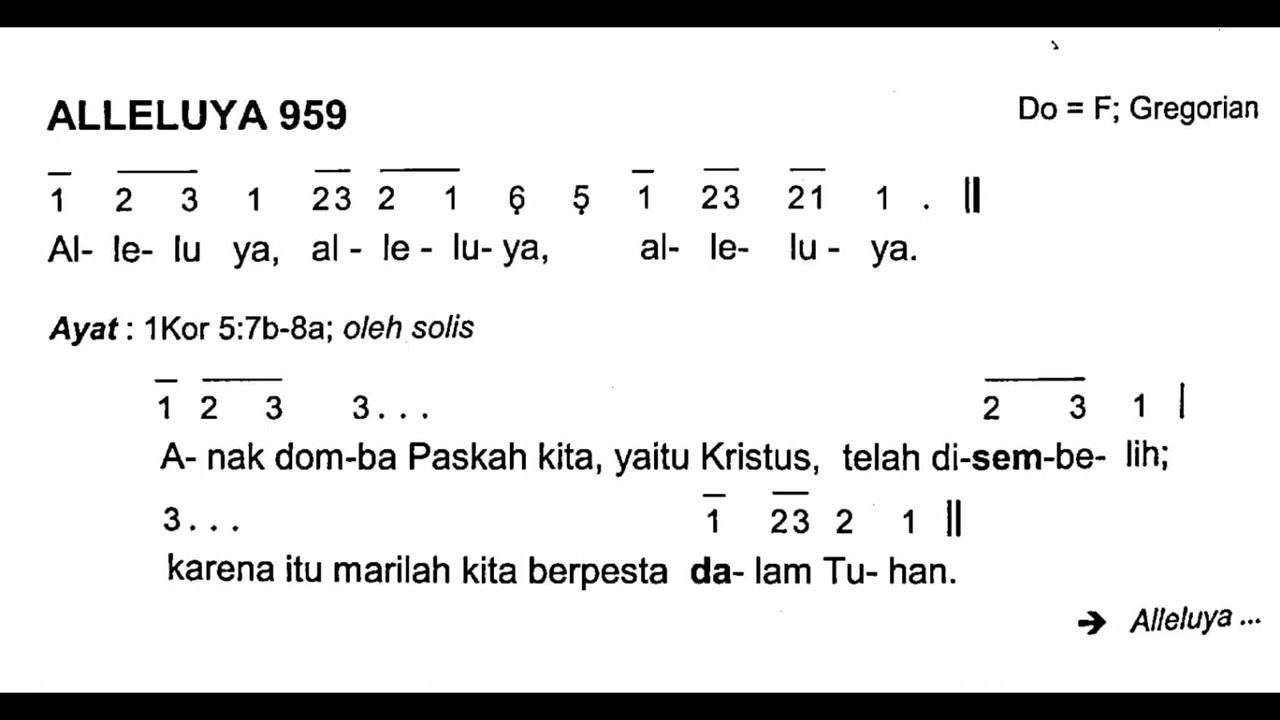 ALLELUYA 959 Do = F; Gregorian
1 2 3 1 23 2 1 6̣ 5̣ 1 23 21 1 . ||
Al- le- lu ya, al - le - lu- ya, al- le- lu - ya.
Ayat : 1Kor 5:7b-8a; oleh solis
1 2 3 3 . . . 2 3 1 |
A- nak dom-ba Paskah kita, yaitu Kristus, telah di-sem-be- lih;
3 . . . 1 23 2 1 ||
karena itu marilah kita berpesta da- lam Tu- han.
→ Alleluya ...